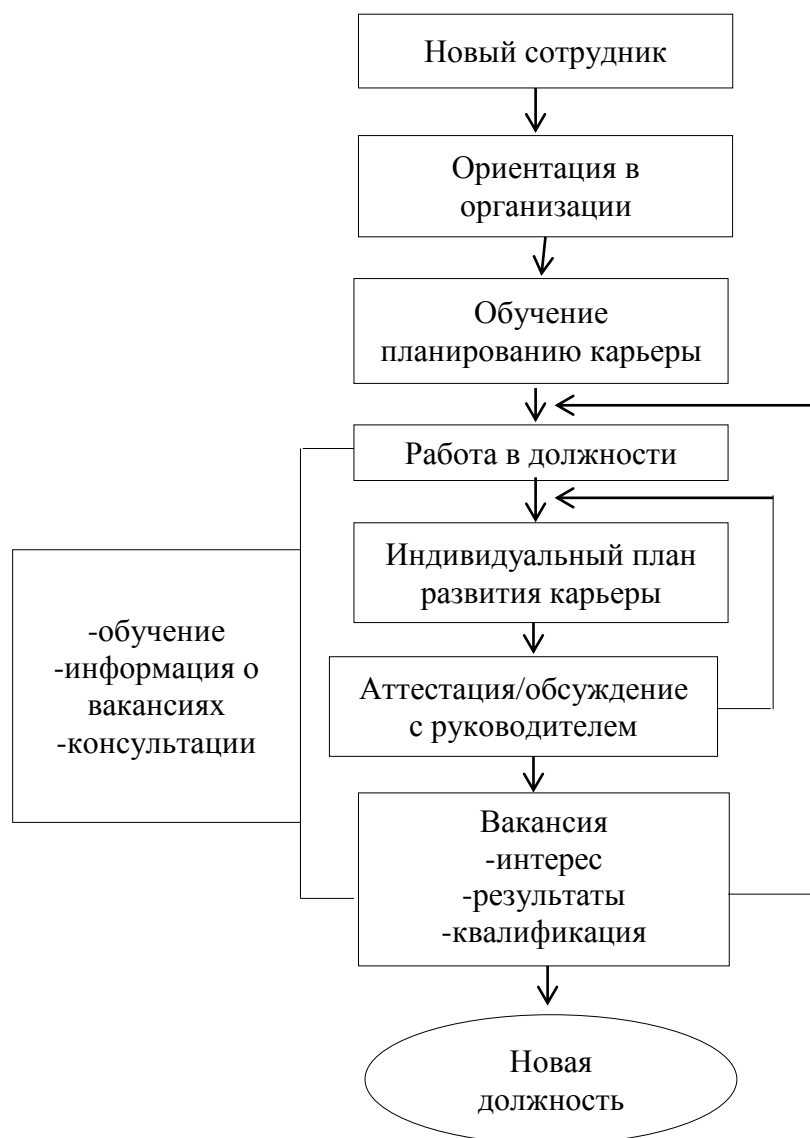 Новый сотрудник
Ориентация в
организации
Обучение
планированию карьеры
Работа в должности
Индивидуальный план
развития карьеры
-обучение
-информация о
вакансиях
-консультации
Аттестация/обсуждение
с руководителем
Вакансия
-интерес
-результаты
-квалификация
Новая
должность